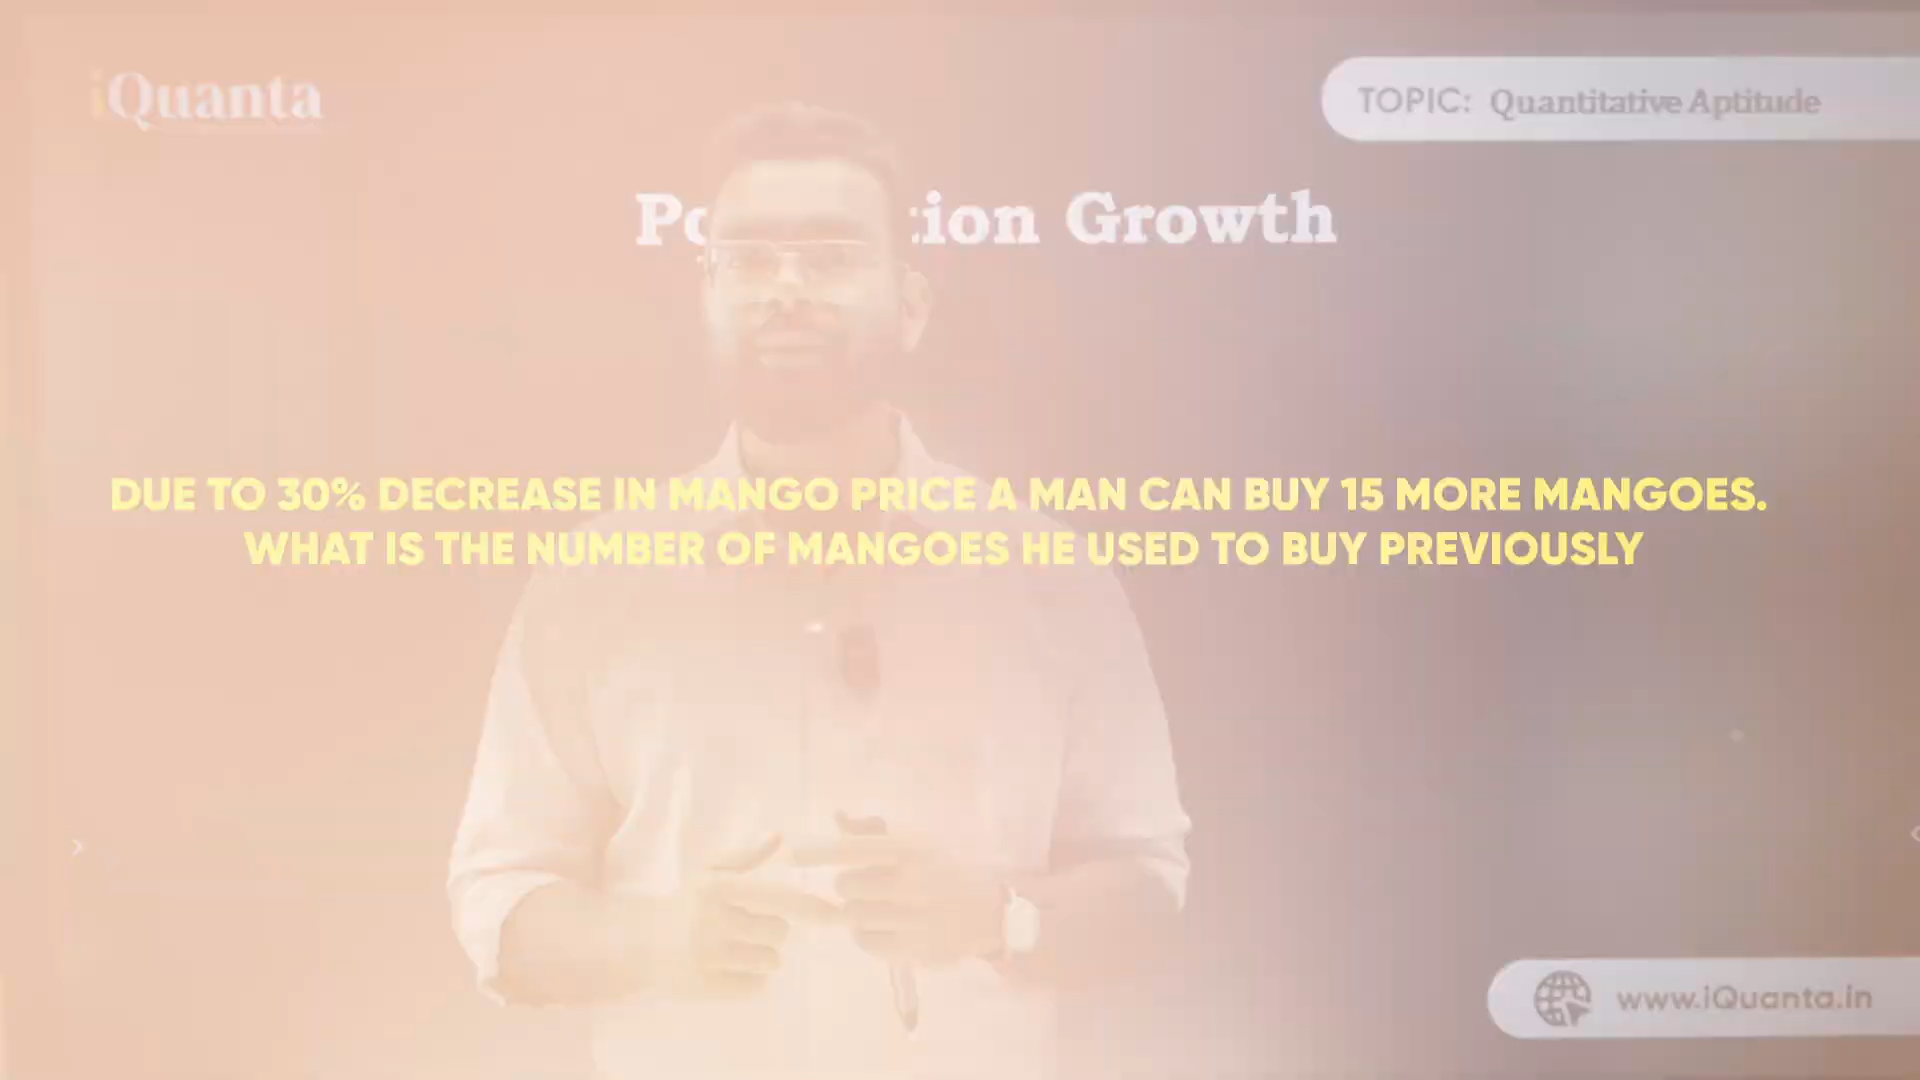 iQuanta
TOPIC: Quantitative Aptitude
Growth
DUE TO 30% DECREASE IN MANGO PRICE A MAN CAN BUY 15 MORE MANGOES.
WHAT IS THE NUMBER OF MANGOES HE USED TO BUY PREVIOUSLY
www.iQuanta.in